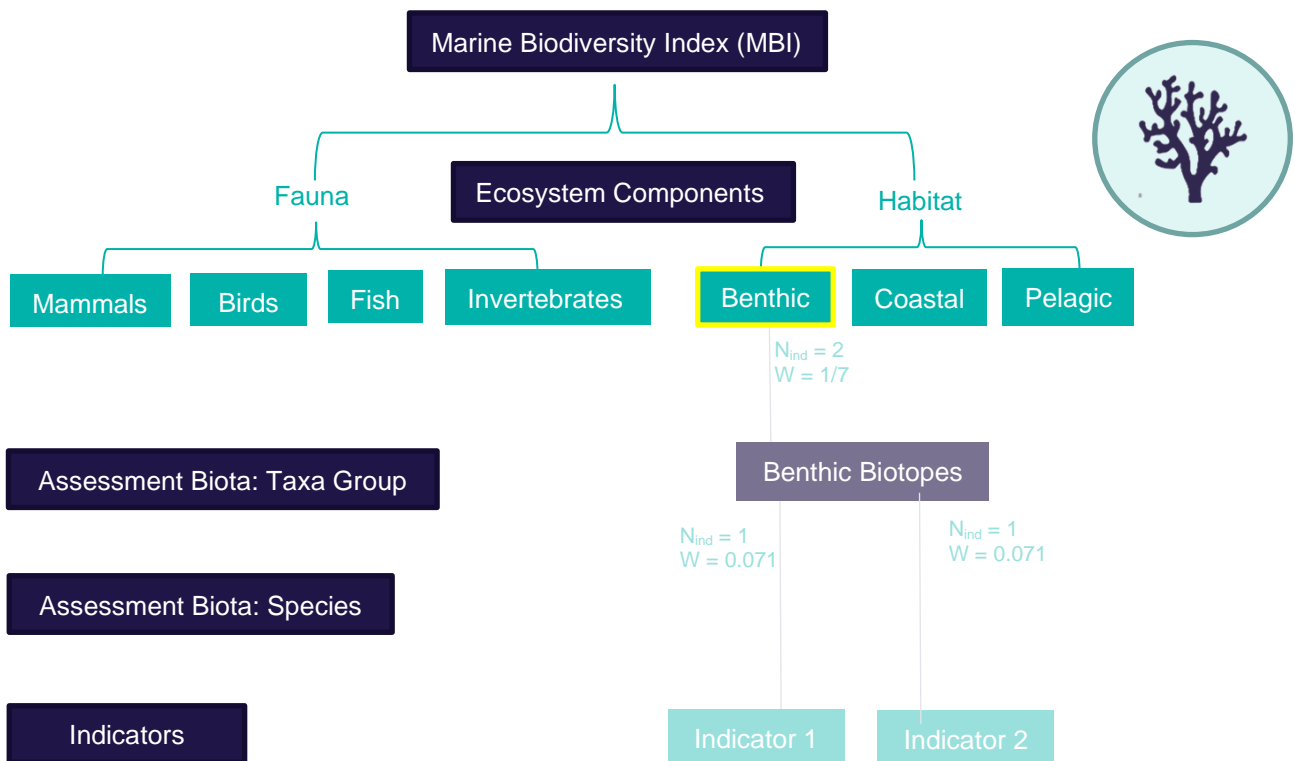 Marine Biodiversity Index (MBI)
Ecosystem Components
Fauna
Habitat
Mammals
Birds
Fish
Invertebrates
Benthic
Coastal
Pelagic
Nind = 2
W = 1/7
Assessment Biota: Taxa Group
Benthic Biotopes
Nind = 1
W = 0.071
Nind = 1
W = 0.071
Assessment Biota: Species
Indicators
Indicator 1
Indicator 2